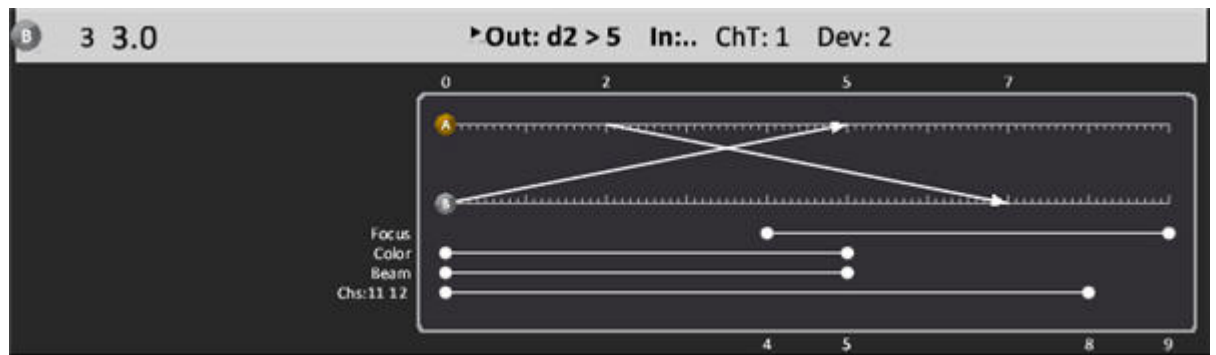 B 3 3.0 ▸Out: d2 > 5 In:.. ChT: 1 Dev: 2
0 2 5 7
A
B
Focus
Color
Beam
Chs:11 12
4 5 8 9